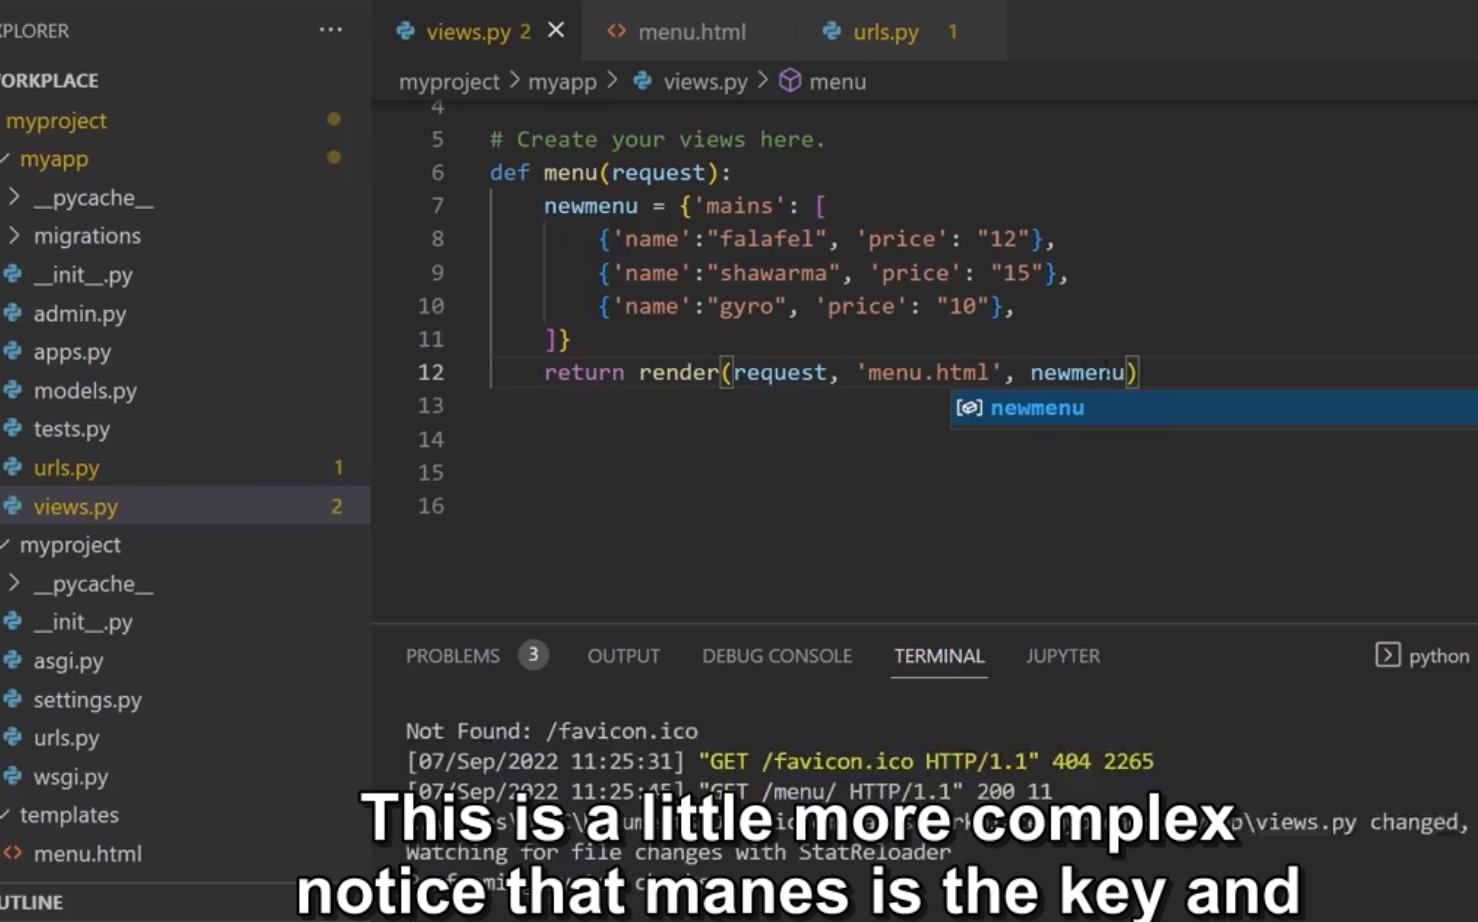 XPLORER ···
views.py 2 × menu.html urls.py 1
ORKPLACE
myproject > myapp > views.py > menu
myproject
myapp
__pycache__
migrations
__init__.py
admin.py
apps.py
models.py
tests.py
urls.py 1
views.py 2
myproject
__pycache__
__init__.py
asgi.py
settings.py
urls.py
wsgi.py
templates
menu.html
UTLINE
4
5 # Create your views here.
6 def menu(request):
7 newmenu = {'mains': [
8 {'name':"falafel", 'price': "12"},
9 {'name':"shawarma", 'price': "15"},
10 {'name':"gyro", 'price': "10"},
11 ]}
12 return render(request, 'menu.html', newmenu)
13 newmenu
14
15
16
PROBLEMS 3 OUTPUT DEBUG CONSOLE TERMINAL JUPYTER python
Not Found: /favicon.ico
[07/Sep/2022 11:25:31] "GET /favicon.ico HTTP/1.1" 404 2265
[07/Sep/2022 11:25:45] "GET /menu/ HTTP/1.1" 200 11
\views.py changed,
Watching for file changes with StatReloader
This is a little more complex
notice that manes is the key and